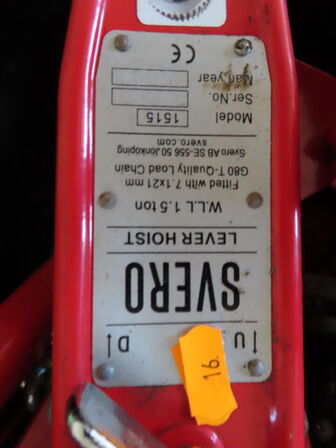 U D
SVERO
LEVER HOIST
W.L.L 1.5 ton
Fitted with 7.1x21 mm
G80 T-Quality Load Chain
Svero AB SE-556 50 Jönköping
svero.com
Model 1515
Ser.No.
Man.year
CE
16.